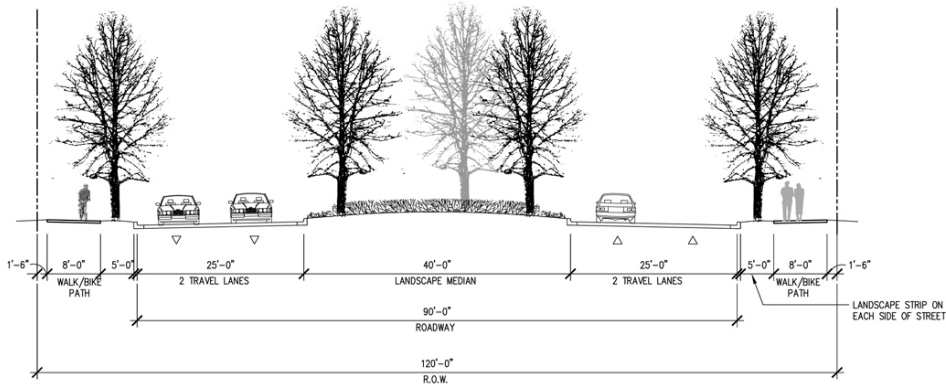 1'-6"
8'-0"
WALK/BIKE
PATH
5'-0"
25'-0"
2 TRAVEL LANES
40'-0"
LANDSCAPE MEDIAN
25'-0"
2 TRAVEL LANES
5'-0"
8'-0"
WALK/BIKE
PATH
1'-6"
LANDSCAPE STRIP ON
EACH SIDE OF STREET
90'-0"
ROADWAY
120'-0"
R.O.W.